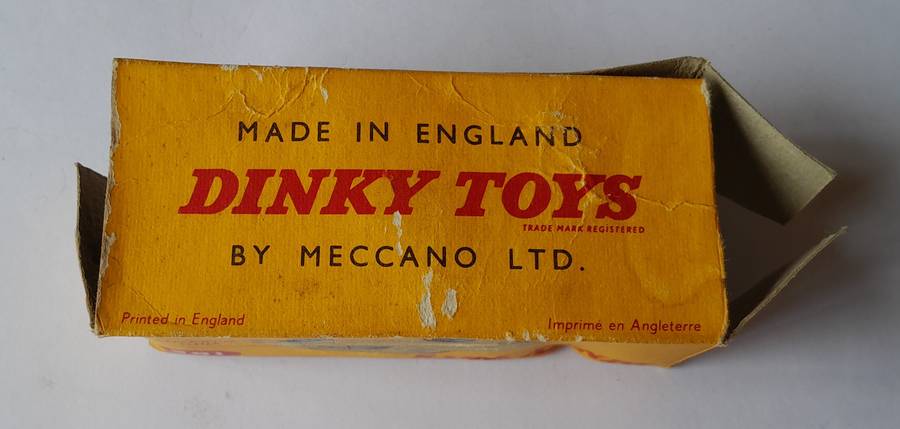 MADE IN ENGLAND
DINKY TOYS
TRADE MARK REGISTERED
BY MECCANO LTD.
Printed in England
Imprimé en Angleterre